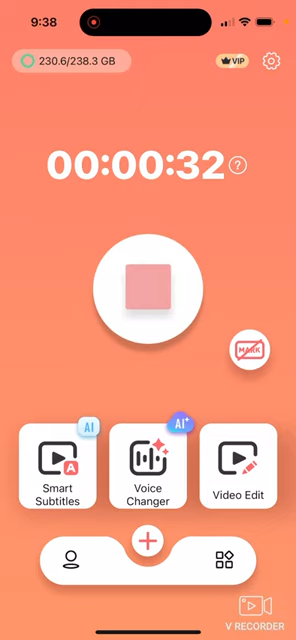 9:38
230.6/238.3 GB
VIP
00:00:32
?
MARK
AI
AI+
Smart
Subtitles
A
Voice
Changer
Video Edit
V RECORDER